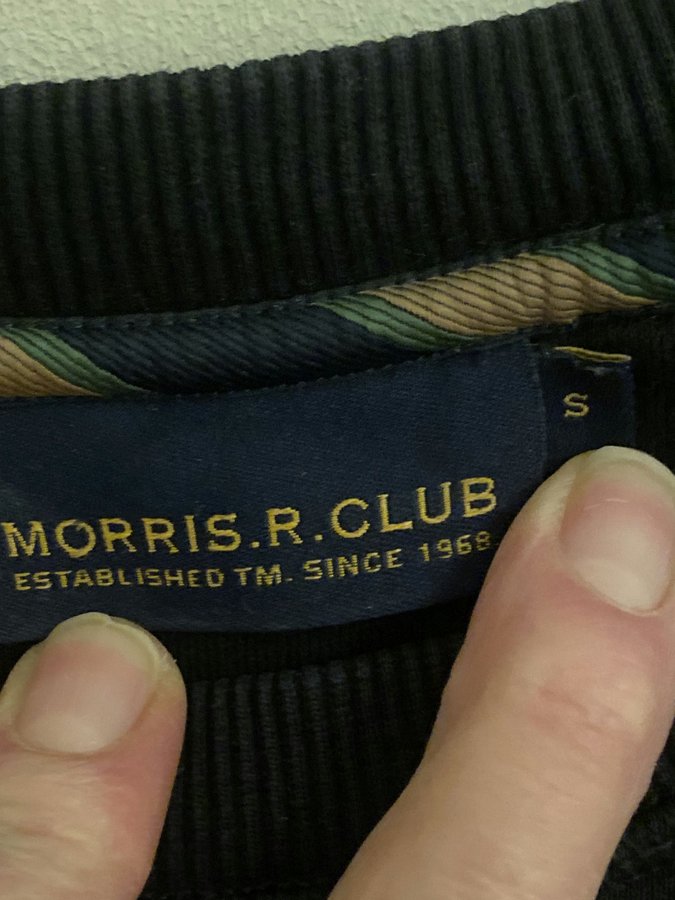 MORRIS.R.CLUB
ESTABLISHED TM. SINCE 1968.
S